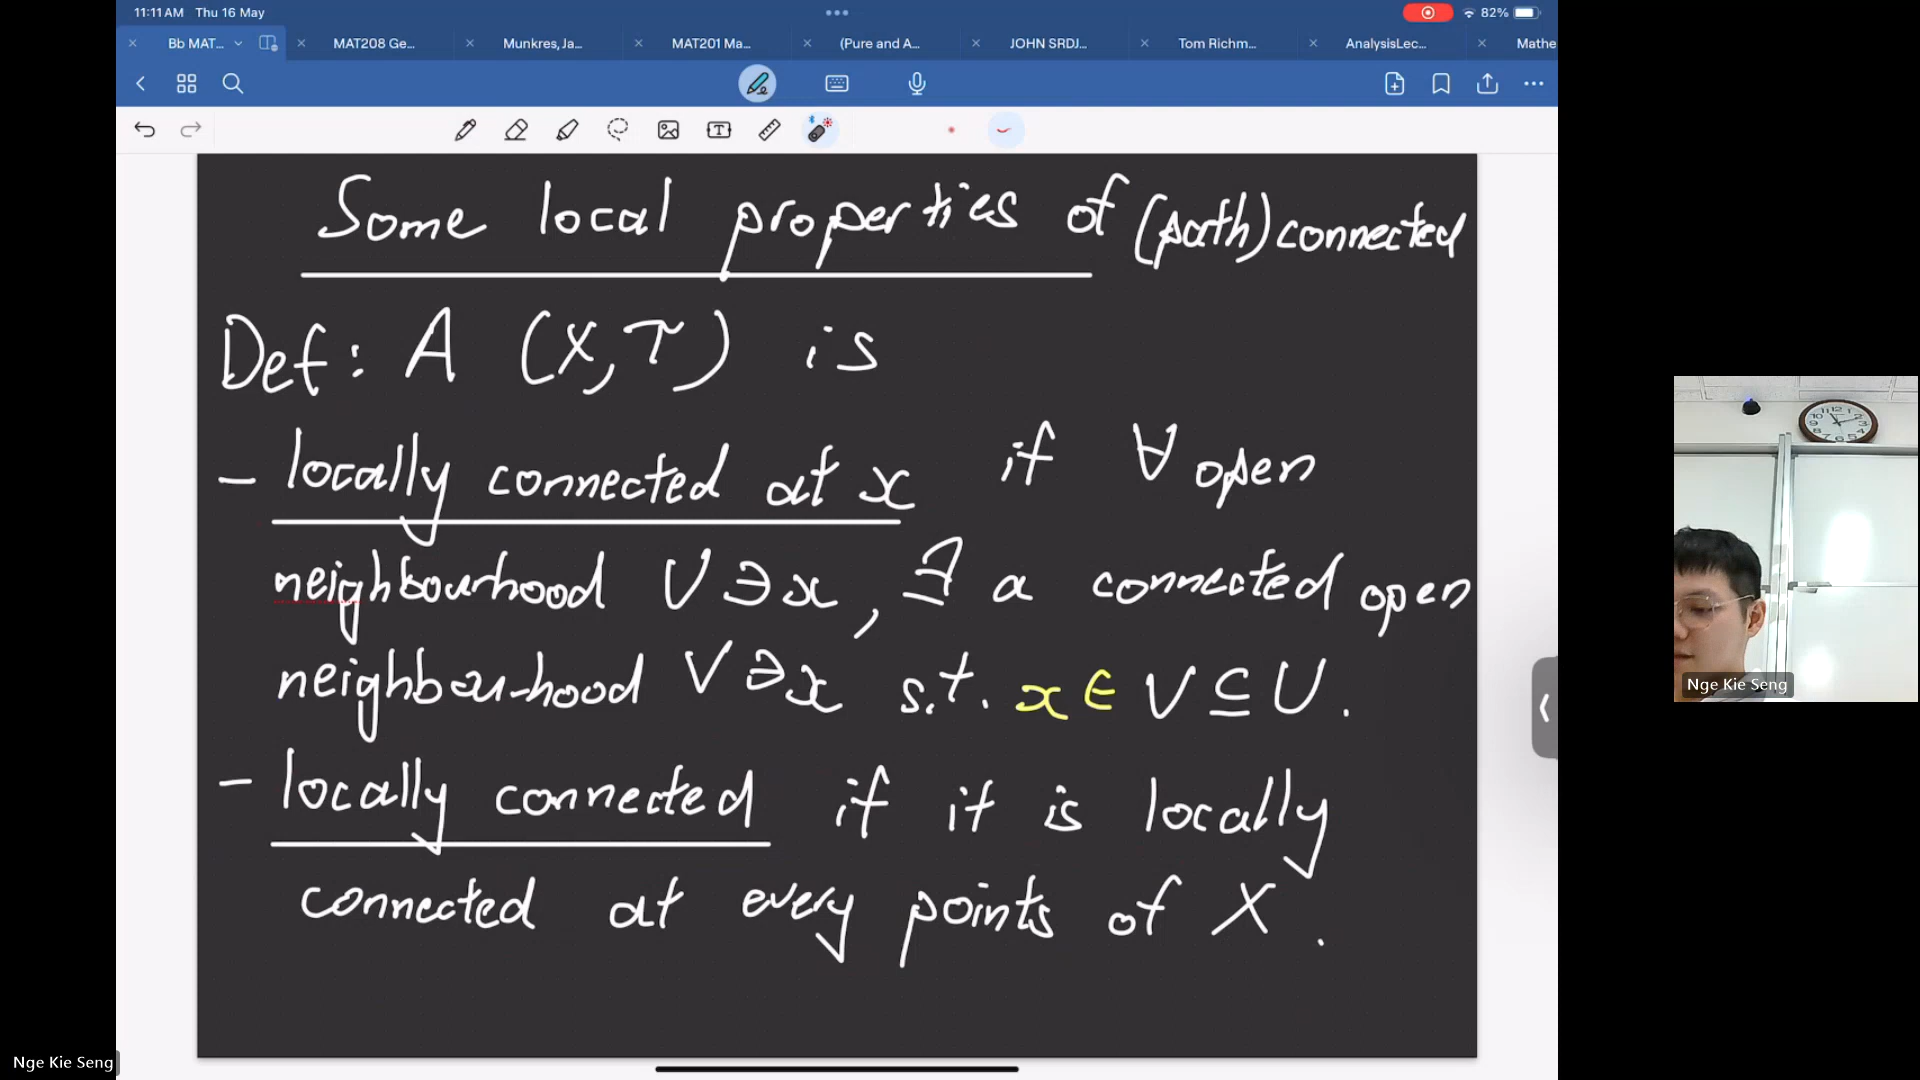 11:11 AM Thu 16 May
82%
Bb MAT...
MAT208 Ge...
Munkres, Ja...
MAT201 Ma...
(Pure and A...
JOHN SRDJ...
Tom Richm...
AnalysisLec...
Mathe
Some local properties of (path) connected
Def: A (X, τ) is
- locally connected at x if ∀ open
neighbourhood U ∋ x, ∃ a connected open
neighbourhood V ∋ x s.t. x ∈ V ⊆ U.
- locally connected if it is locally
connected at every points of X.
Nge Kie Seng
Nge Kie Seng